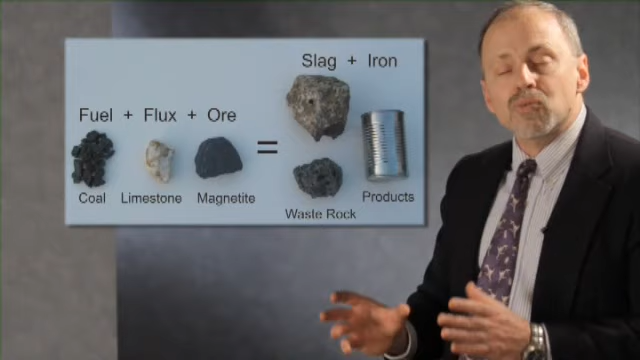 Slag + Iron
Fuel + Flux + Ore
=
Coal Limestone Magnetite
Products
Waste Rock